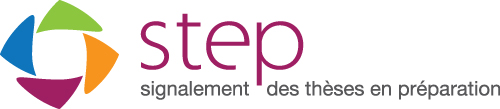 step
signalement des thèses en préparation